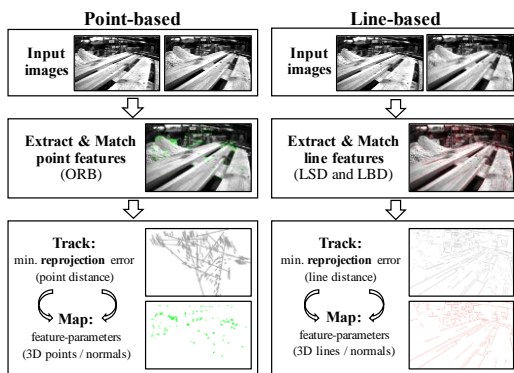 Point-based
Input
images
Extract & Match
point features
(ORB)
Track:
min. reprojection error
(point distance)
Map:
feature-parameters
(3D points / normals)
Line-based
Input
images
Extract & Match
line features
(LSD and LBD)
Track:
min. reprojection error
(line distance)
Map:
feature-parameters
(3D lines / normals)